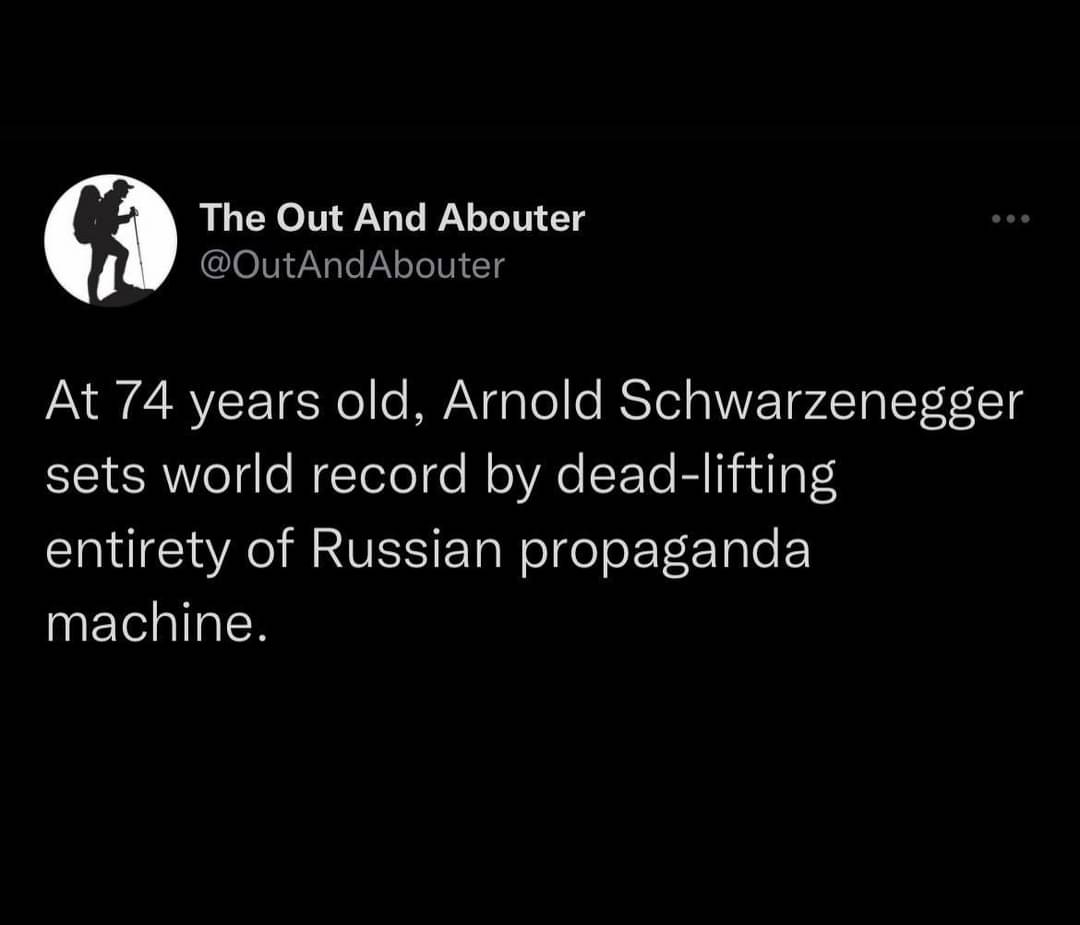 The Out And Abouter
@OutAndAbouter
At 74 years old, Arnold Schwarzenegger
sets world record by dead-lifting
entirety of Russian propaganda
machine.